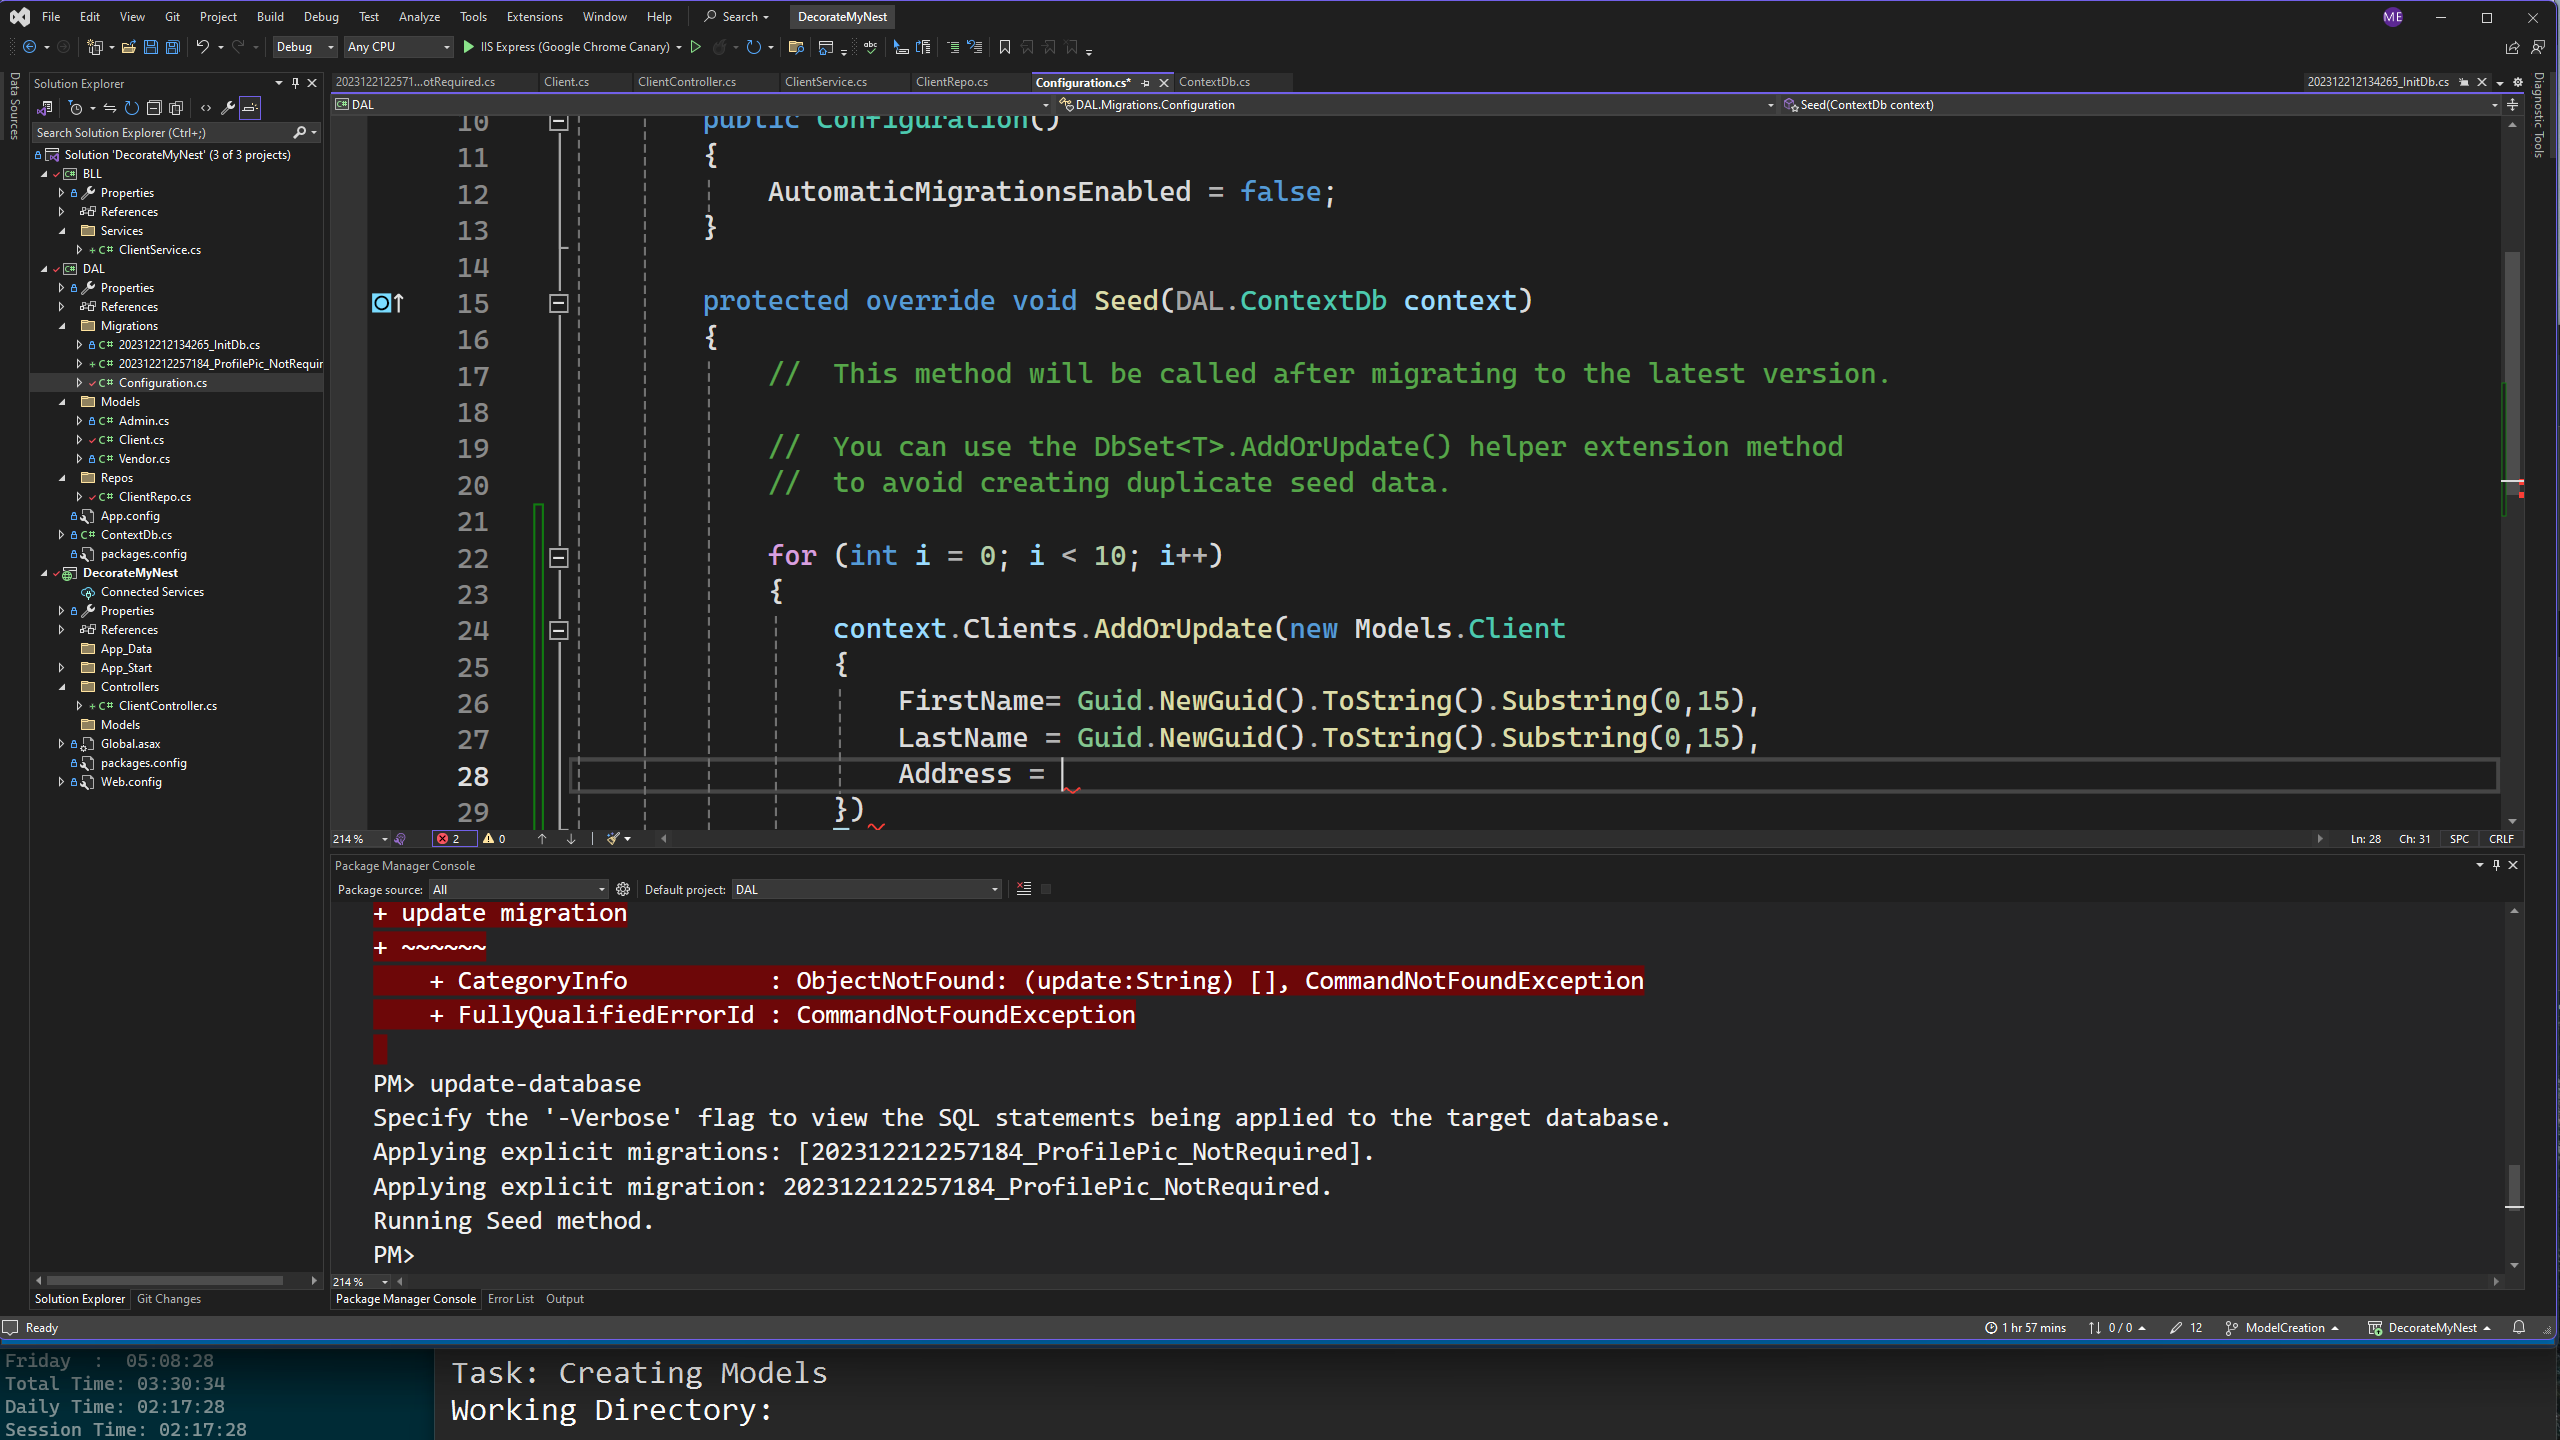 File Edit View Git Project Build Debug Test Analyze Tools Extensions Window Help Search DecorateMyNest ME
Debug Any CPU IIS Express (Google Chrome Canary)
Data Sources
Solution Explorer
Search Solution Explorer (Ctrl+;)
Solution 'DecorateMyNest' (3 of 3 projects)
BLL
Properties
References
Services
C# ClientService.cs
DAL
Properties
References
Migrations
C# 202312212134265_InitDb.cs
C# 202312212257184_ProfilePic_NotRequir
C# Configuration.cs
Models
C# Admin.cs
C# Client.cs
C# Vendor.cs
Repos
C# ClientRepo.cs
App.config
C# ContextDb.cs
packages.config
DecorateMyNest
Connected Services
Properties
References
App_Data
App_Start
Controllers
C# ClientController.cs
Models
Global.asax
packages.config
Web.config
Solution Explorer Git Changes
2023122122571...otRequired.cs Client.cs ClientController.cs ClientService.cs ClientRepo.cs Configuration.cs* ContextDb.cs 202312212134265_InitDb.cs
DAL DAL.Migrations.Configuration Seed(ContextDb context)
Diagnostic Tools
10 public Configuration()
11 {
12 AutomaticMigrationsEnabled = false;
13 }
14
15 protected override void Seed(DAL.ContextDb context)
16 {
17 // This method will be called after migrating to the latest version.
18
19 // You can use the DbSet<T>.AddOrUpdate() helper extension method
20 // to avoid creating duplicate seed data.
21
22 for (int i = 0; i < 10; i++)
23 {
24 context.Clients.AddOrUpdate(new Models.Client
25 {
26 FirstName= Guid.NewGuid().ToString().Substring(0,15),
27 LastName = Guid.NewGuid().ToString().Substring(0,15),
28 Address =
29 })
214 % 2 0 Ln: 28 Ch: 31 SPC CRLF
Package Manager Console
Package source: All Default project: DAL
+ update migration
+ ~~~~~~
+ CategoryInfo : ObjectNotFound: (update:String) [], CommandNotFoundException
+ FullyQualifiedErrorId : CommandNotFoundException
PM> update-database
Specify the '-Verbose' flag to view the SQL statements being applied to the target database.
Applying explicit migrations: [202312212257184_ProfilePic_NotRequired].
Applying explicit migration: 202312212257184_ProfilePic_NotRequired.
Running Seed method.
PM>
214 %
Package Manager Console Error List Output
Ready 1 hr 57 mins 0 / 0 12 ModelCreation DecorateMyNest
Friday : 05:08:28
Total Time: 03:30:34
Daily Time: 02:17:28
Session Time: 02:17:28
Task: Creating Models
Working Directory: